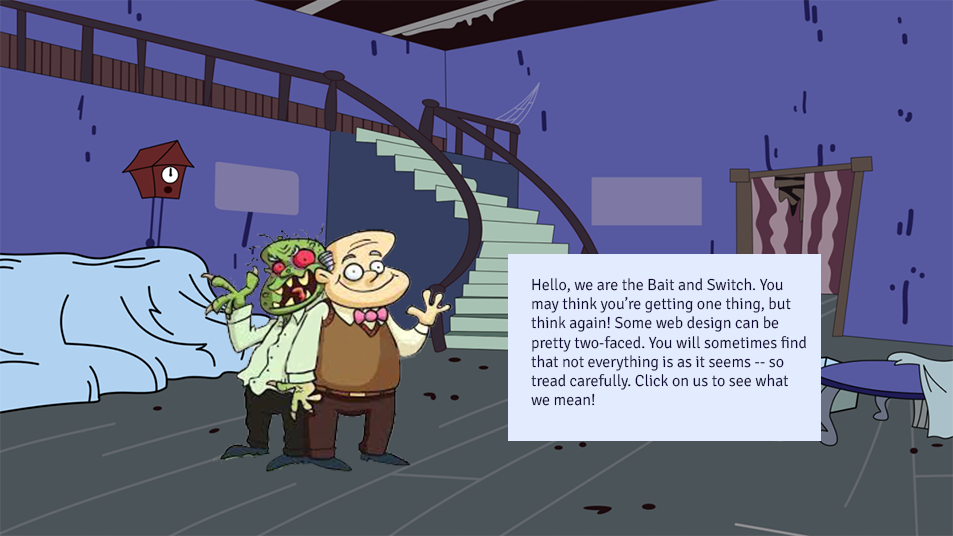 Hello, we are the Bait and Switch. You
may think you’re getting one thing, but
think again! Some web design can be
pretty two-faced. You will sometimes find
that not everything is as it seems -- so
tread carefully. Click on us to see what
we mean!